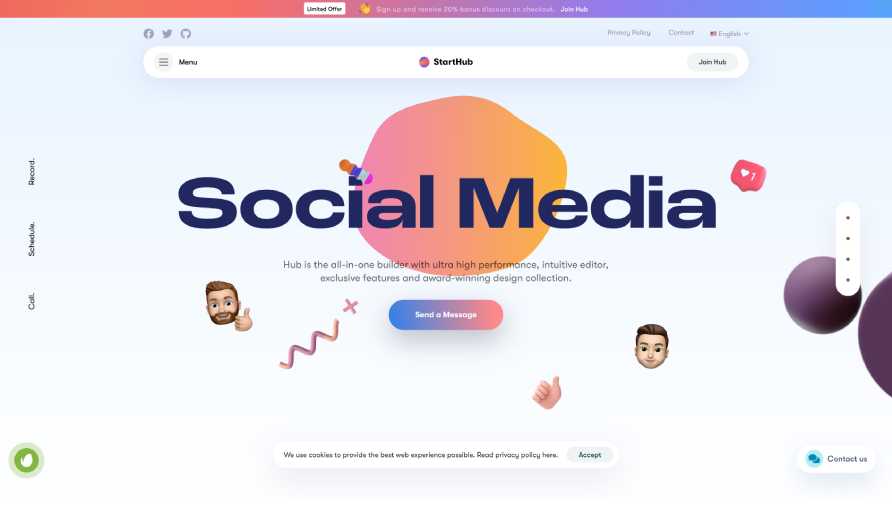 Limited Offer
Sign up and receive 20% bonus discount on checkout. Join Hub
Privacy Policy Contact English
Menu
StartHub
Join Hub
Record.
Schedule.
Call.
1
Social Media
Hub is the all-in-one builder with ultra high performance, intuitive editor,
exclusive features and award-winning design collection.
Send a Message
We use cookies to provide the best web experience possible. Read privacy policy here.
Accept
Contact us